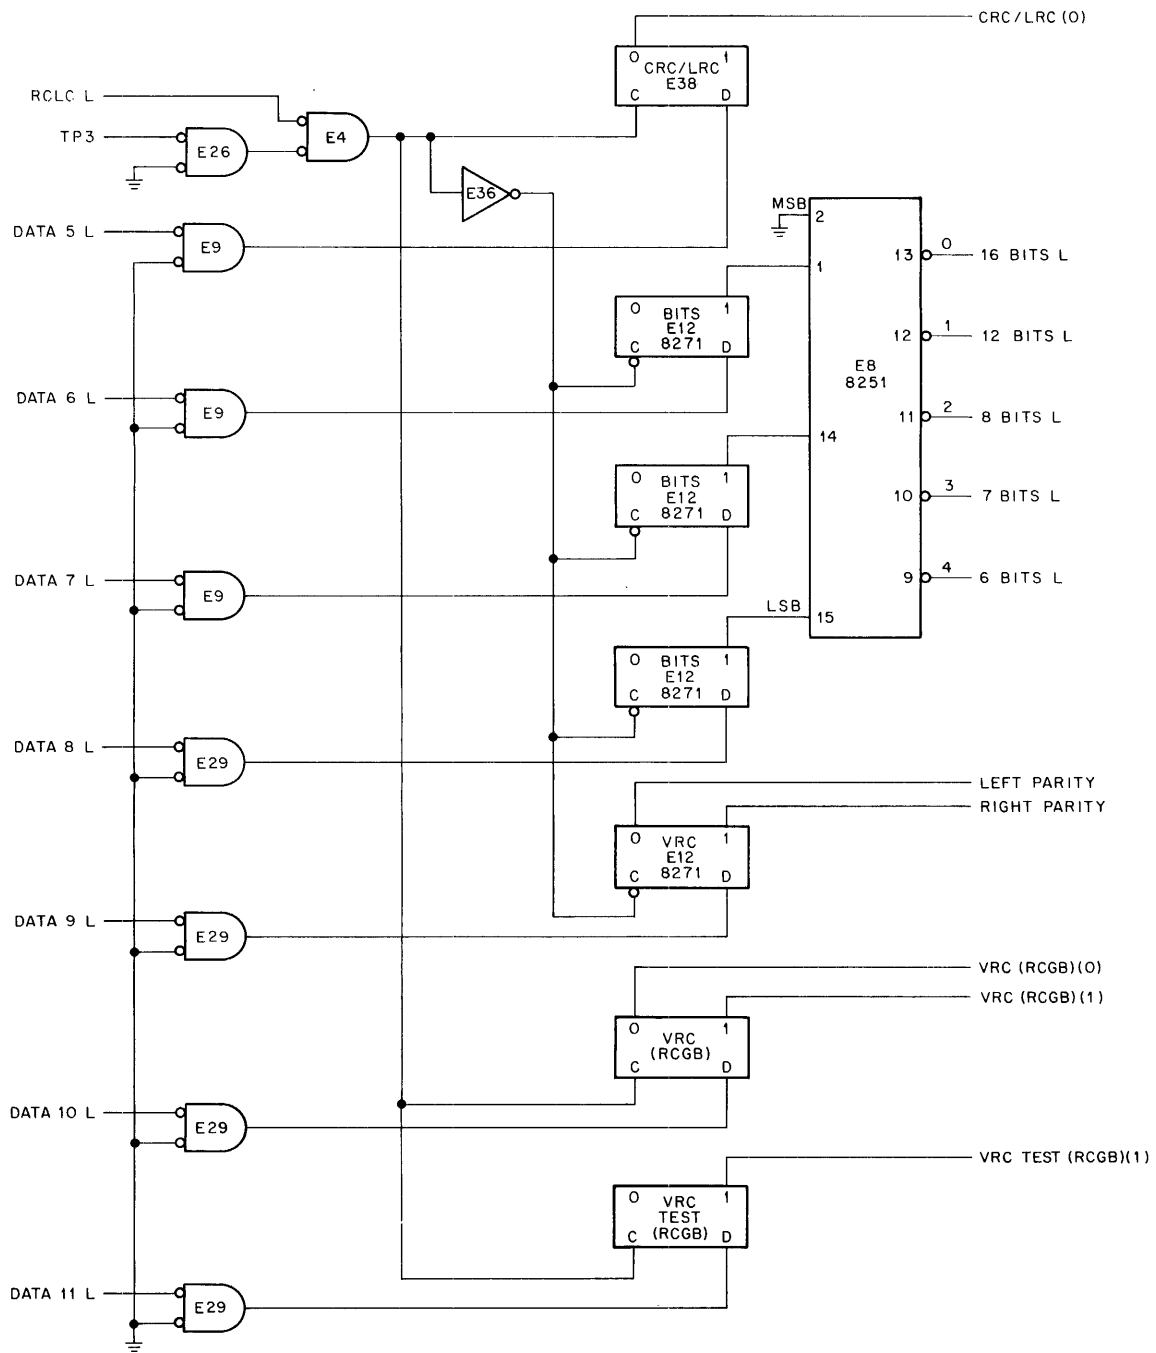 CRC/LRC (0)
0 1
CRC/LRC
E38
C D
RCLC L
E4
TP3
E26
E36
DATA 5 L
E9
MSB
2
13
0
16 BITS L
1
0 BITS 1
E12
C 8271 D
12
1
12 BITS L
E8
8251
DATA 6 L
E9
11
2
8 BITS L
14
0 BITS 1
E12
C 8271 D
10
3
7 BITS L
DATA 7 L
E9
9
4
6 BITS L
LSB
15
0 BITS 1
E12
C 8271 D
DATA 8 L
E29
LEFT PARITY
RIGHT PARITY
0 VRC 1
E12
C 8271 D
DATA 9 L
E29
VRC (RCGB)(0)
VRC (RCGB)(1)
0 1
VRC
(RCGB)
C D
DATA 10 L
E29
VRC TEST (RCGB)(1)
0 VRC 1
TEST
C (RCGB) D
DATA 11 L
E29